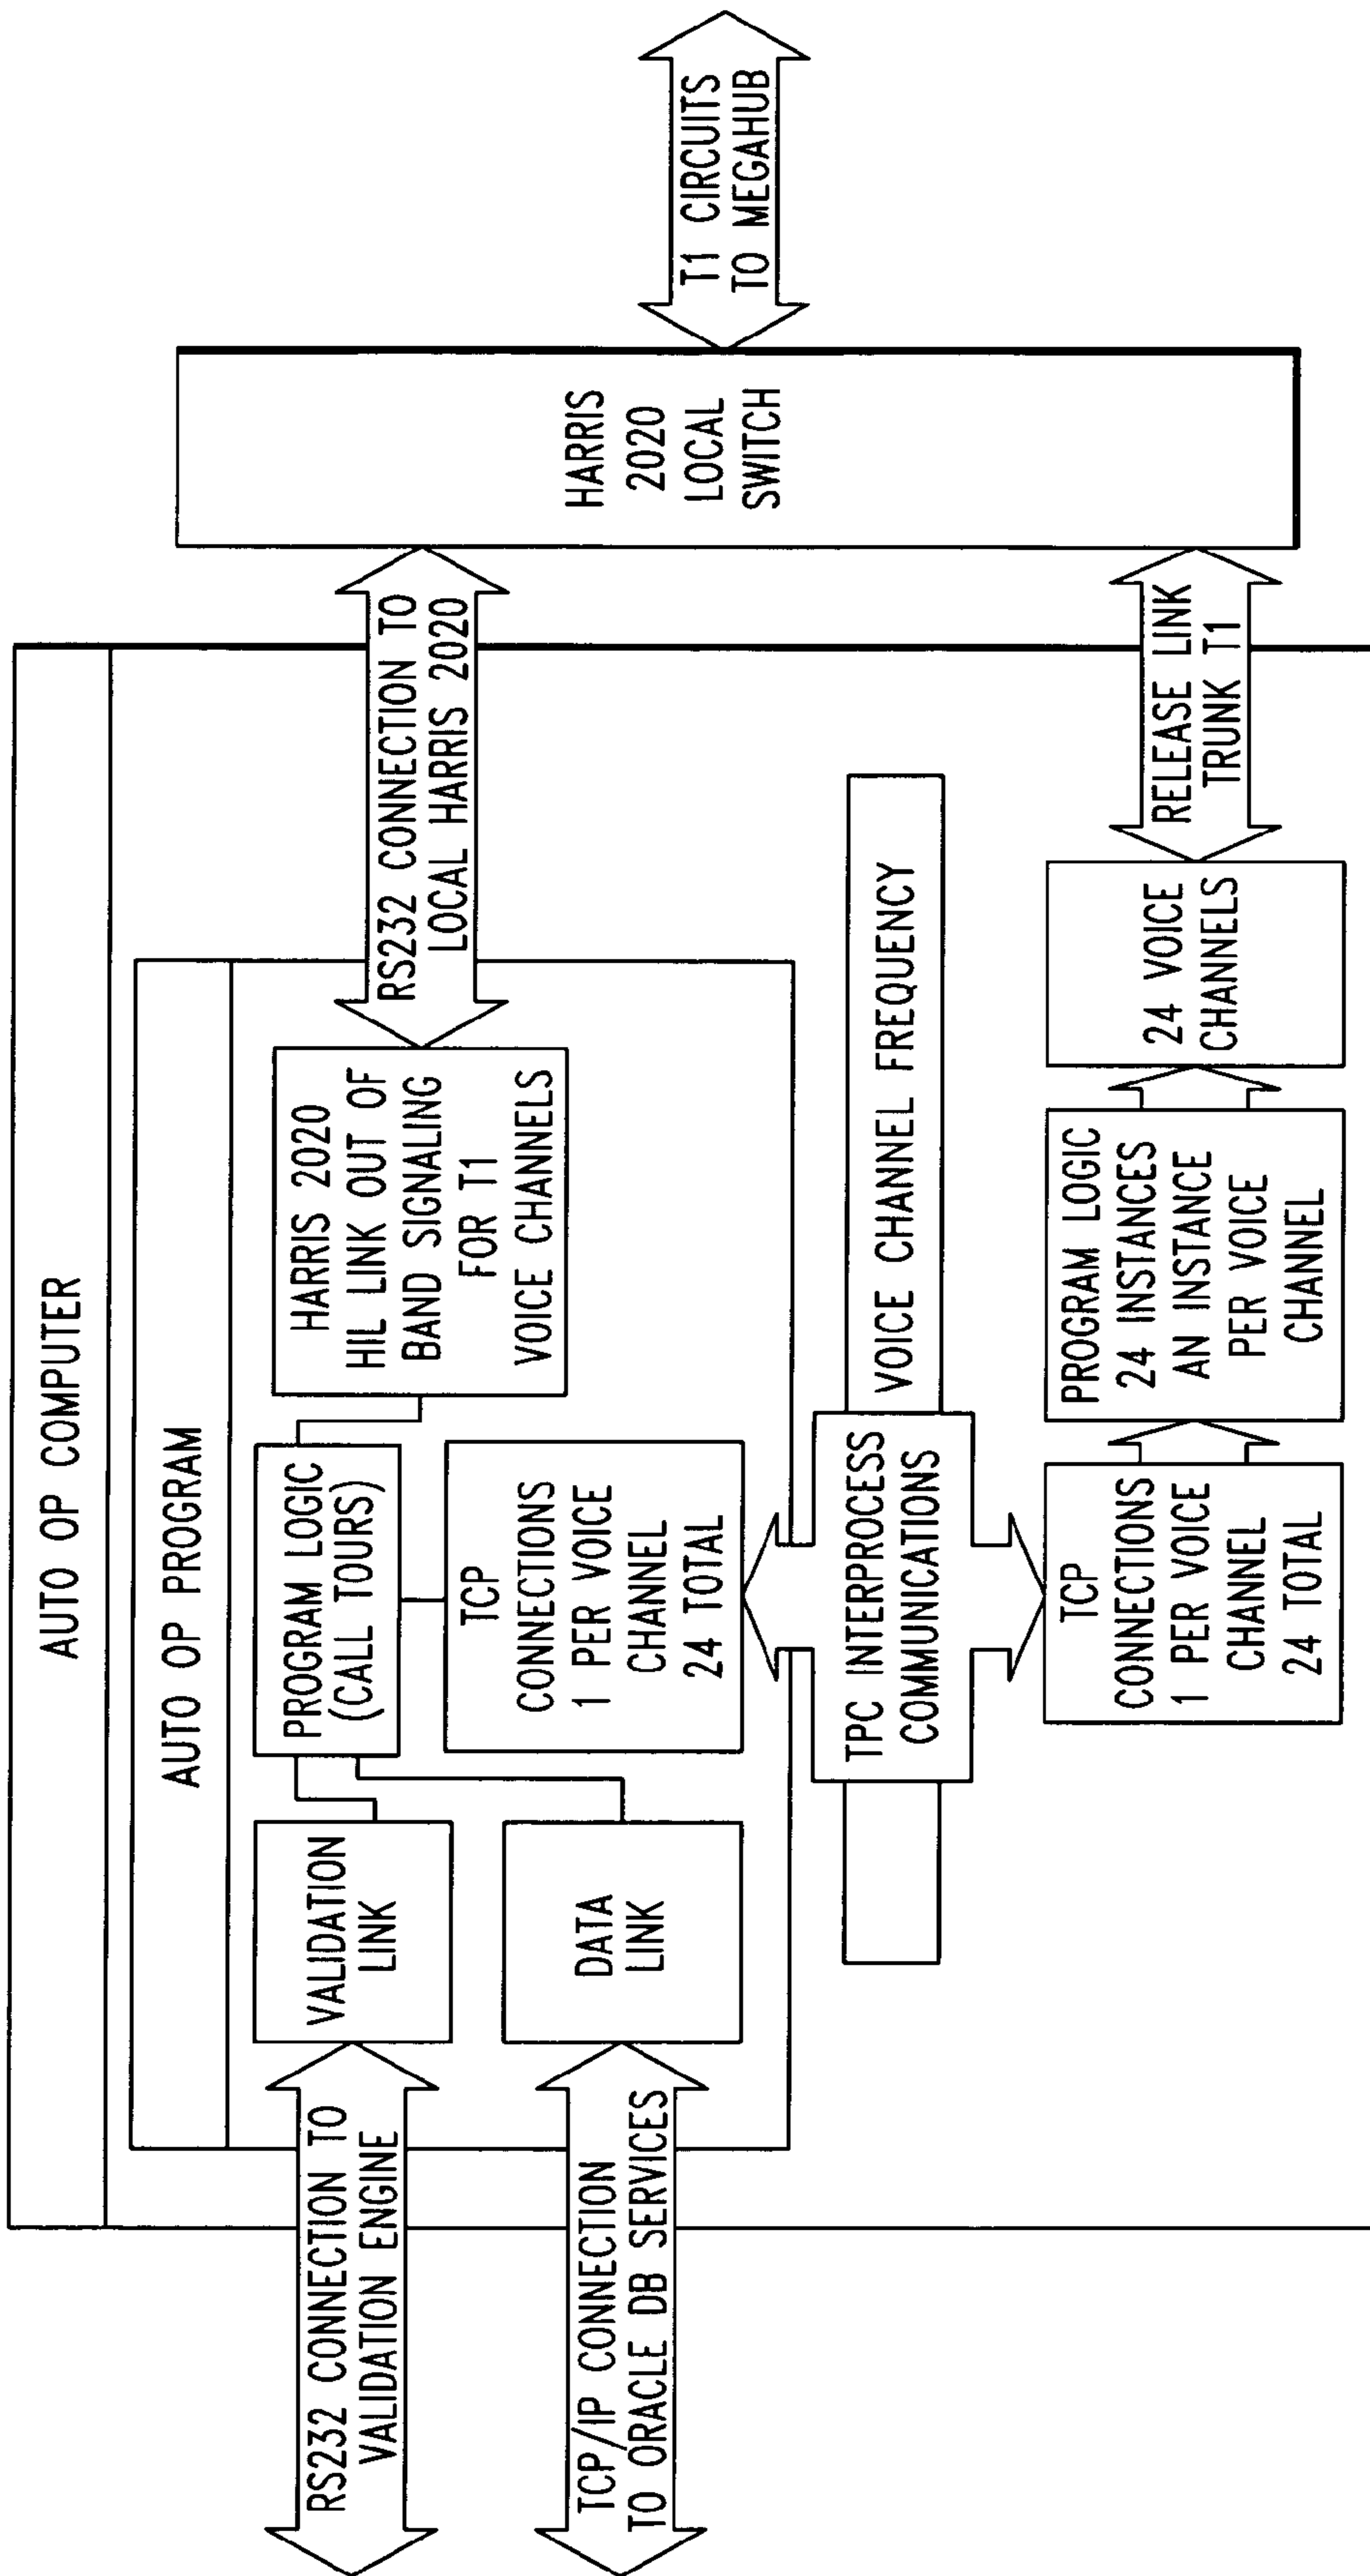 AUTO OP COMPUTER
AUTO OP PROGRAM
RS232 CONNECTION TO
VALIDATION ENGINE
VALIDATION
LINK
PROGRAM LOGIC
(CALL TOURS)
HARRIS 2020
HIL LINK OUT OF
BAND SIGNALING
FOR T1
VOICE CHANNELS
RS232 CONNECTION TO
LOCAL HARRIS 2020
HARRIS
2020
LOCAL
SWITCH
T1 CIRCUITS
TO MEGAHUB
TCP/IP CONNECTION
TO ORACLE DB SERVICES
DATA
LINK
TCP
CONNECTIONS
1 PER VOICE
CHANNEL
24 TOTAL
TPC INTERPROCESS
COMMUNICATIONS
VOICE CHANNEL FREQUENCY
TCP
CONNECTIONS
1 PER VOICE
CHANNEL
24 TOTAL
PROGRAM LOGIC
24 INSTANCES
AN INSTANCE
PER VOICE
CHANNEL
24 VOICE
CHANNELS
RELEASE LINK
TRUNK T1